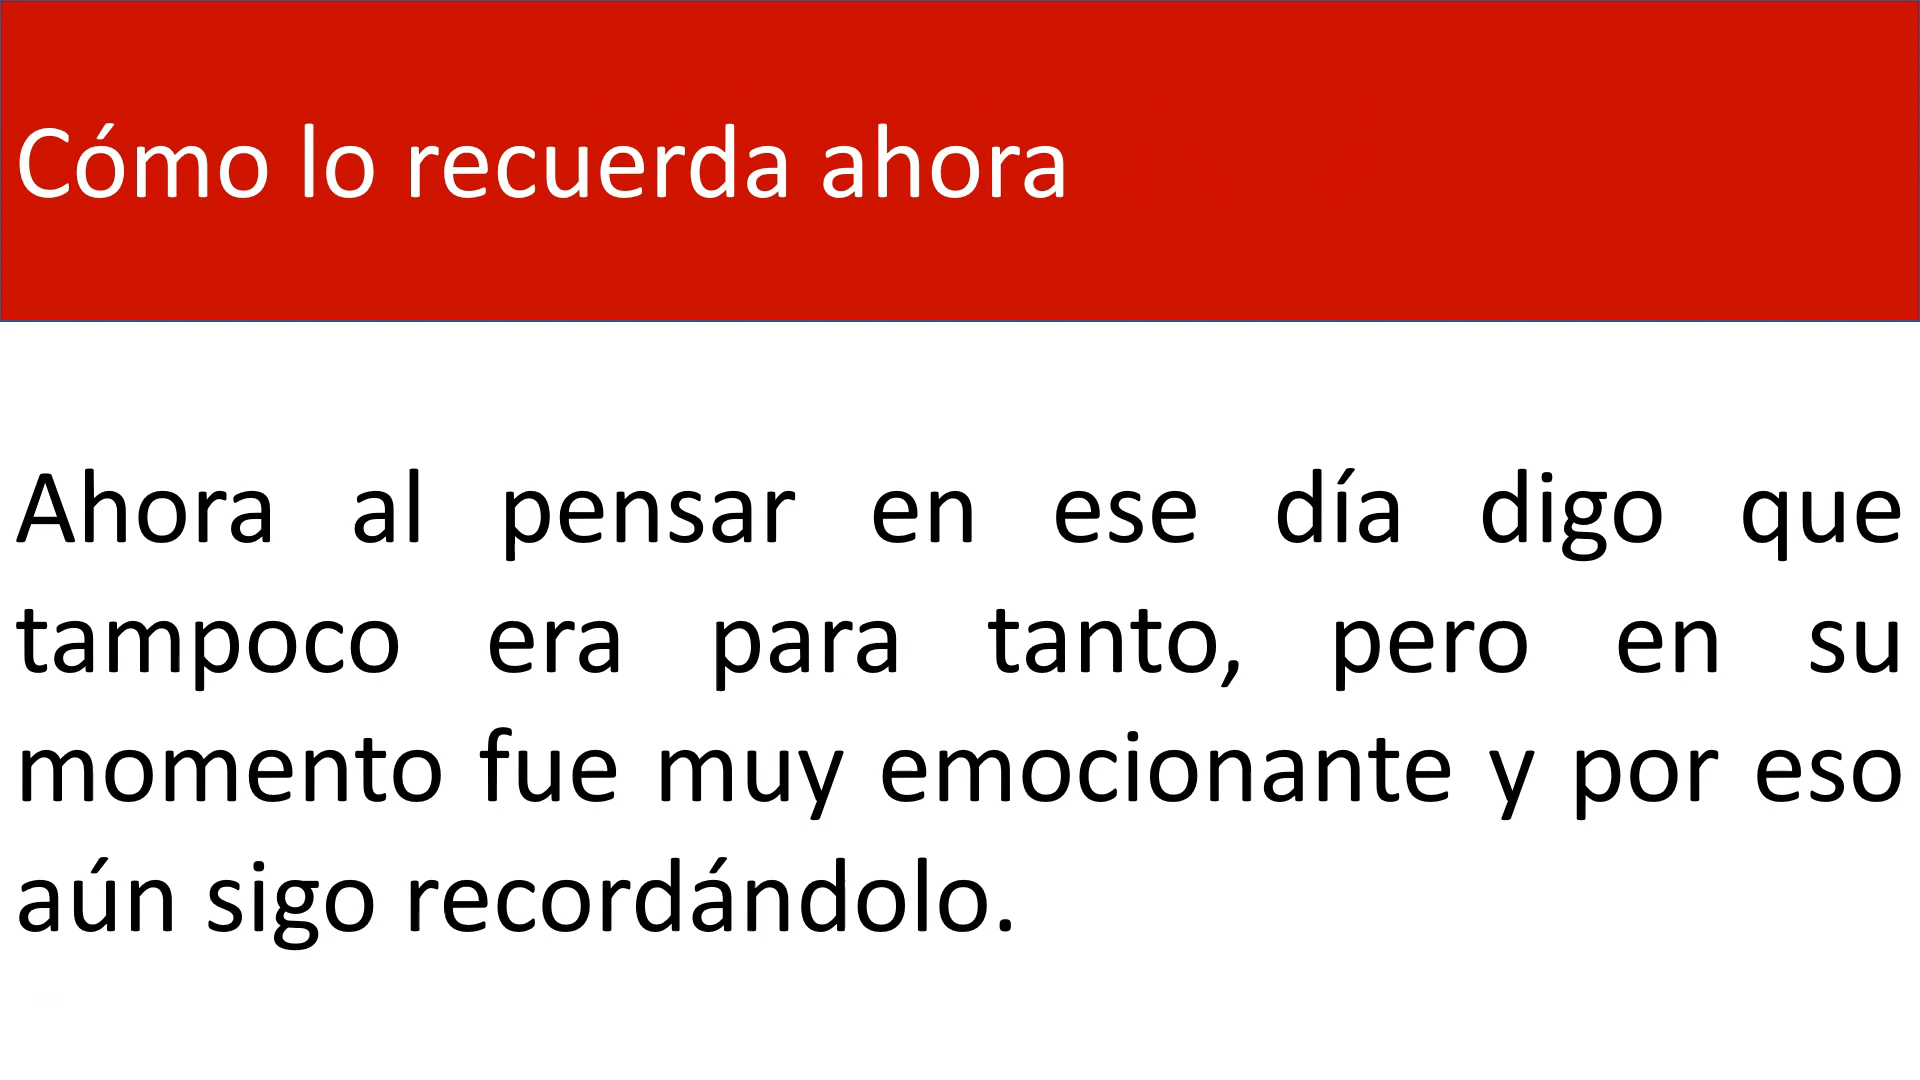 Cómo lo recuerda ahora
Ahora al pensar en ese día digo que
tampoco era para tanto, pero en su
momento fue muy emocionante y por eso
aún sigo recordándolo.